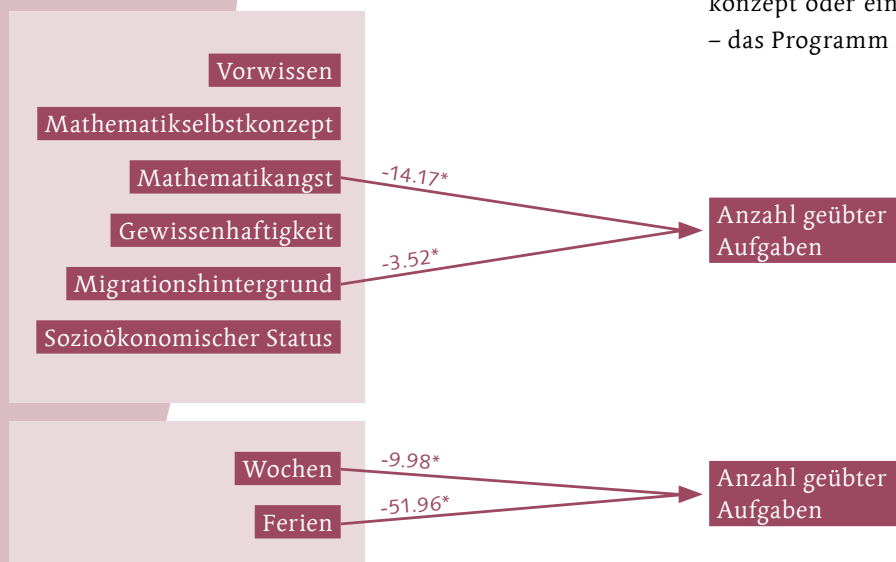 konzept oder ein
– das Programm
Vorwissen
Mathematikselbstkonzept
Mathematikangst
Gewissenhaftigkeit
Migrationshintergrund
Sozioökonomischer Status
-14.17*
-3.52*
Anzahl geübter
Aufgaben
Wochen
Ferien
-9.98*
-51.96*
Anzahl geübter
Aufgaben